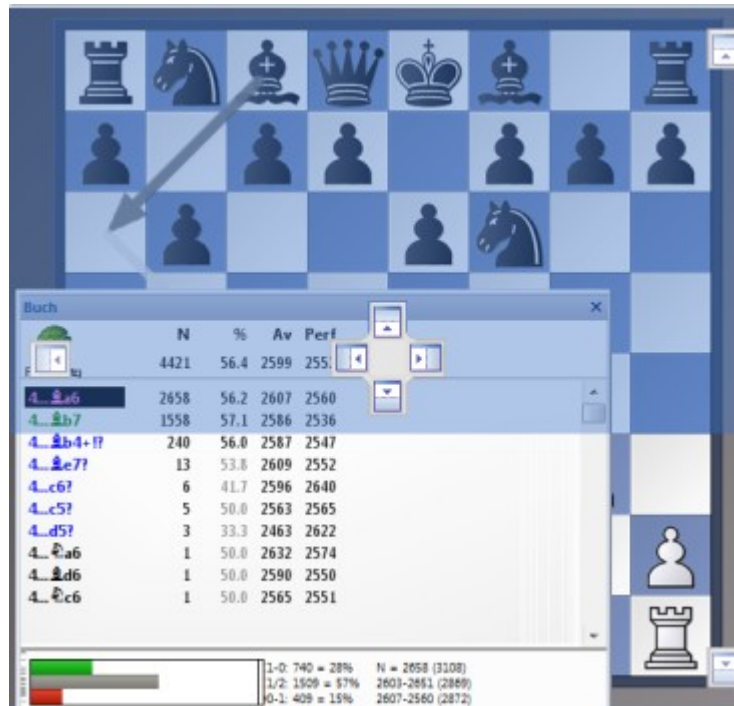 Buch
N % Av Perf
4421 56.4 2599
4... ♗a6 2658 56.2 2607 2560
4... ♗b7 1558 57.1 2586 2536
4... ♗b4+!? 240 56.0 2587 2547
4... ♗e7? 13 53.8 2609 2552
4...c6? 6 41.7 2596 2640
4...c5? 5 50.0 2563 2565
4...d5? 3 33.3 2463 2622
4... ♘a6 1 50.0 2632 2574
4... ♗d6 1 50.0 2590 2550
4... ♘c6 1 50.0 2565 2551
1-0: 740 = 28% N = 2658 (3108)
1/2: 1509 = 57% 2603-2651 (2869)
0-1: 409 = 15% 2607-2560 (2872)